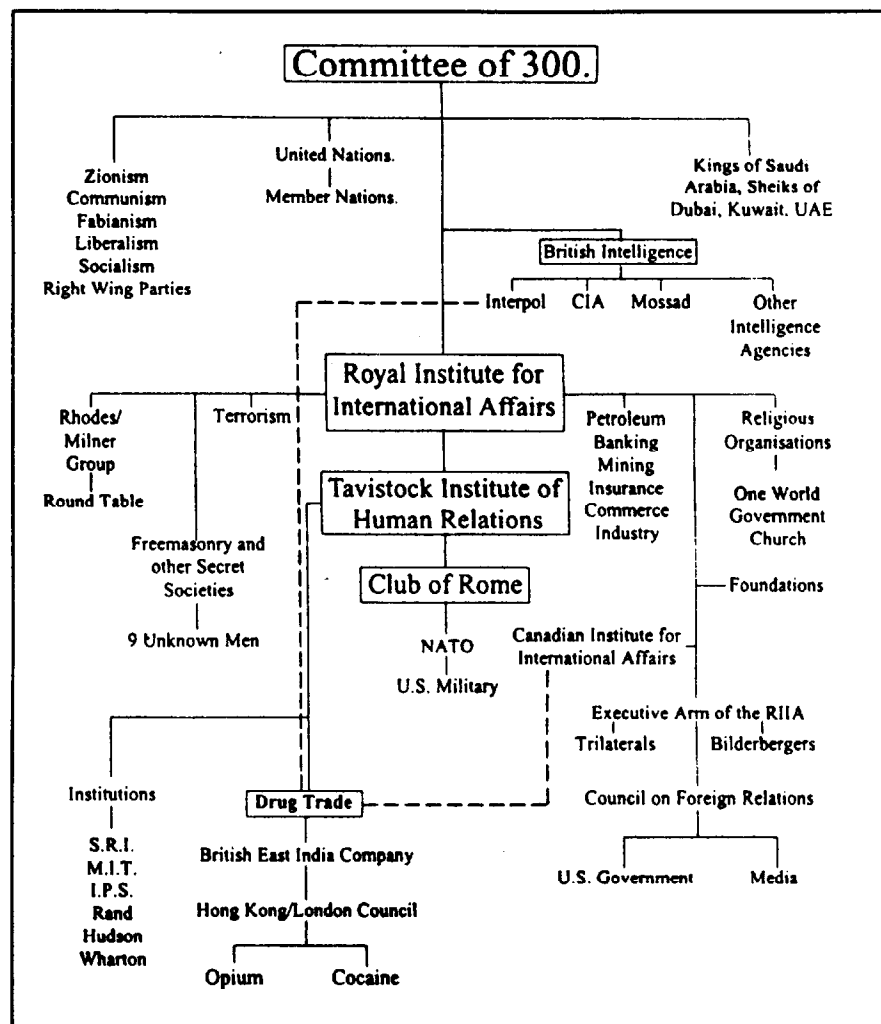 Committee of 300.
Zionism
Communism
Fabianism
Liberalism
Socialism
Right Wing Parties
United Nations.
Member Nations.
Kings of Saudi
Arabia, Sheiks of
Dubai, Kuwait. UAE
British Intelligence
Interpol
CIA
Mossad
Other
Intelligence
Agencies
Royal Institute for
International Affairs
Rhodes/
Milner
Group
Round Table
Terrorism
Freemasonry and
other Secret
Societies
9 Unknown Men
Petroleum
Banking
Mining
Insurance
Commerce
Industry
Religious
Organisations
One World
Government
Church
Tavistock Institute of
Human Relations
Club of Rome
NATO
U.S. Military
Foundations
Canadian Institute for
International Affairs
Executive Arm of the RIIA
Trilaterals
Bilderbergers
Council on Foreign Relations
U.S. Government
Media
Institutions
S.R.I.
M.I.T.
I.P.S.
Rand
Hudson
Wharton
Drug Trade
British East India Company
Hong Kong/London Council
Opium
Cocaine